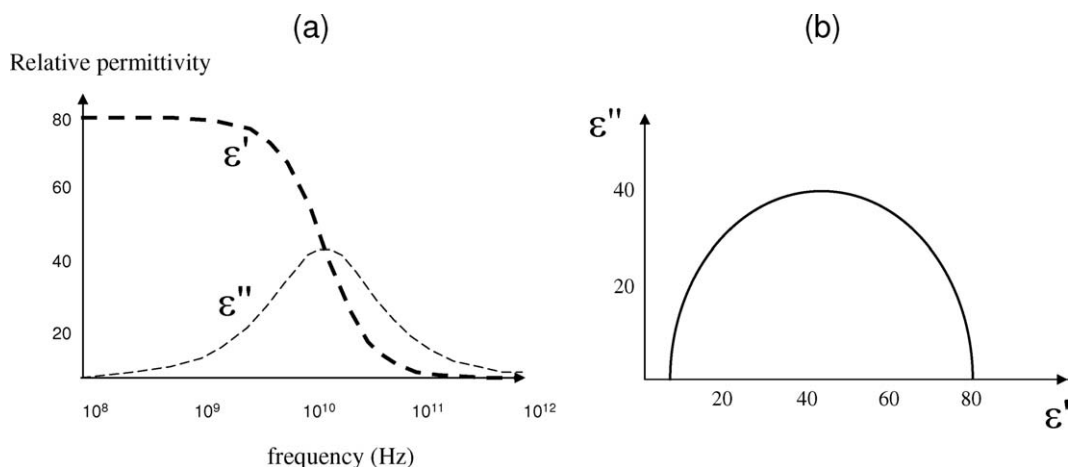 (a)
Relative permittivity
80
60
40
20
ε'
ε"
10⁸ 10⁹ 10¹⁰ 10¹¹ 10¹²
frequency (Hz)
(b)
ε"
40
20
20 40 60 80
ε'